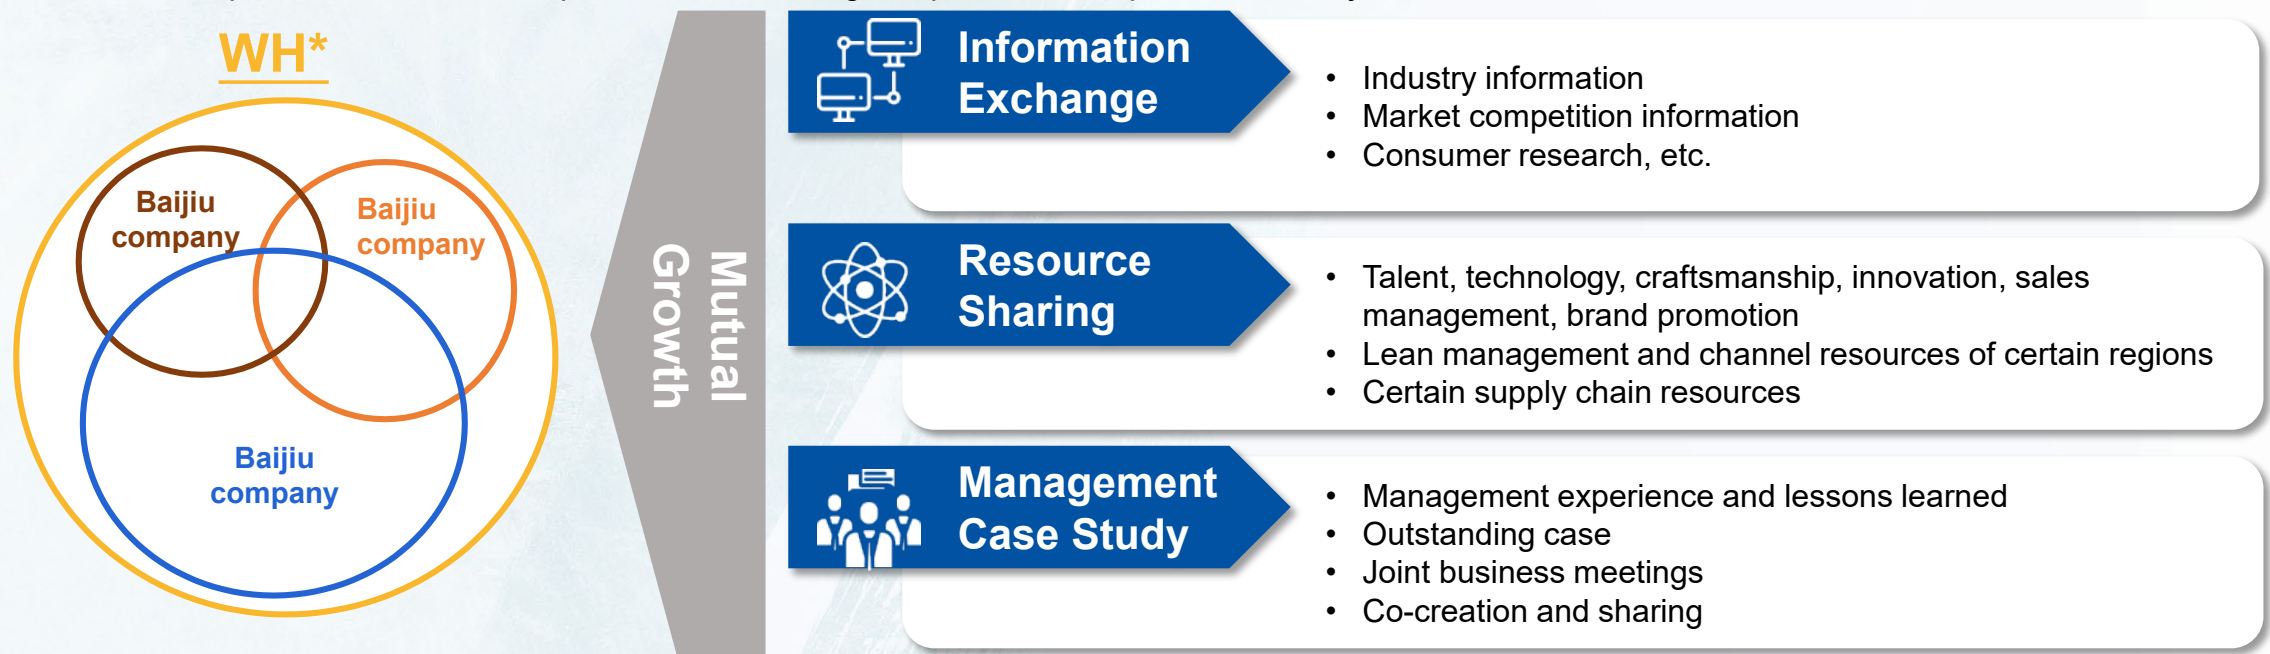 WH*
Baijiu
company
Baijiu
company
Baijiu
company
Mutual
Growth
Information
Exchange
• Industry information
• Market competition information
• Consumer research, etc.
Resource
Sharing
• Talent, technology, craftsmanship, innovation, sales
management, brand promotion
• Lean management and channel resources of certain regions
• Certain supply chain resources
Management
Case Study
• Management experience and lessons learned
• Outstanding case
• Joint business meetings
• Co-creation and sharing